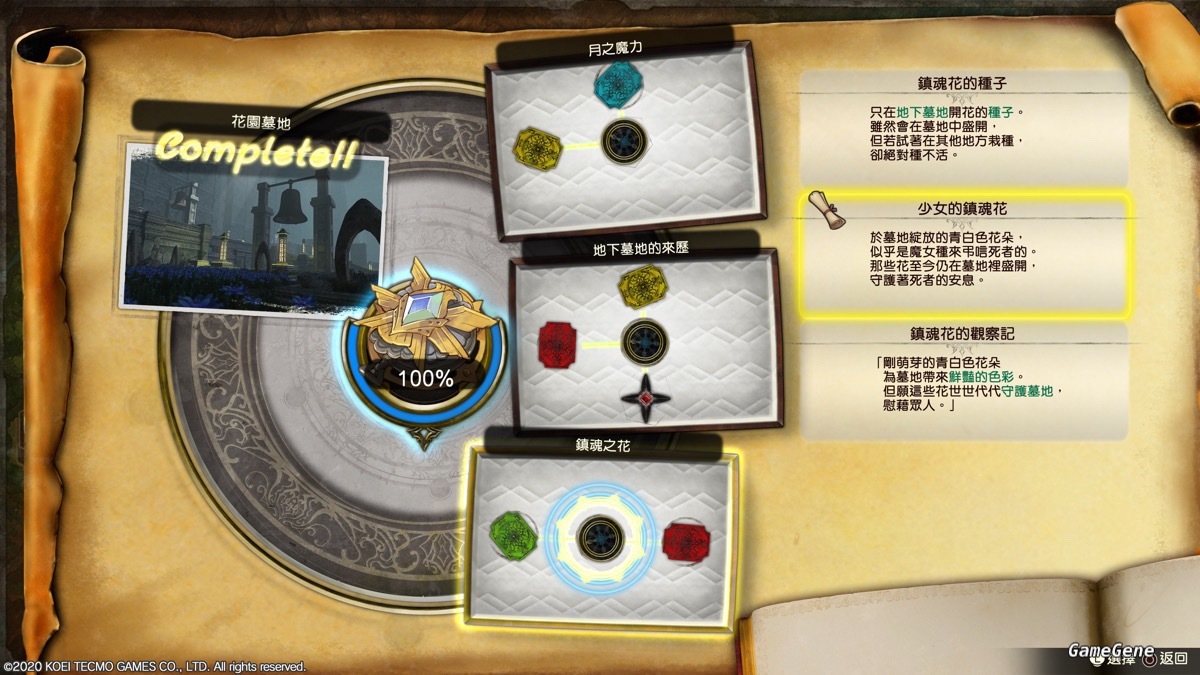 花園墓地
Complete!!
100%
月之魔力
地下墓地的來歷
鎮魂之花
鎮魂花的種子
只在地下墓地開花的種子。
雖然會在墓地中盛開，
但若試著在其他地方栽種，
卻絕對種不活。
少女的鎮魂花
於墓地綻放的青白色花朵，
似乎是魔女種來弔唁死者的。
那些花至今仍在墓地裡盛開，
守護著死者的安息。
鎮魂花的觀察記
「剛萌芽的青白色花朵
為墓地帶來鮮豔的色彩。
但願這些花世世代代守護墓地，
慰藉眾人。」
©2020 KOEI TECMO GAMES CO., LTD. All rights reserved.
GameGene
L 選擇 返回